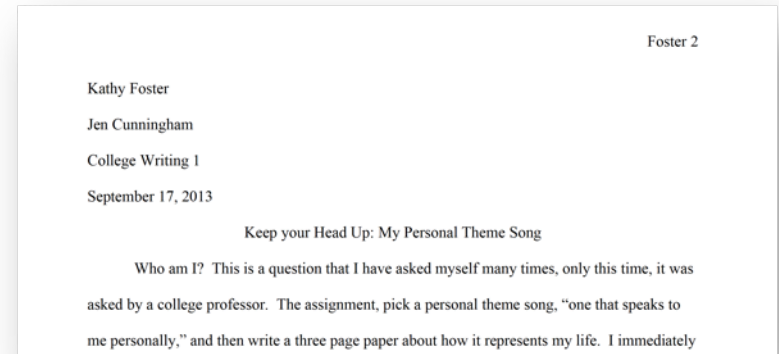 Foster 2
Kathy Foster
Jen Cunningham
College Writing 1
September 17, 2013
Keep your Head Up: My Personal Theme Song
Who am I?  This is a question that I have asked myself many times, only this time, it was
asked by a college professor.  The assignment, pick a personal theme song, “one that speaks to
me personally,” and then write a three page paper about how it represents my life.  I immediately